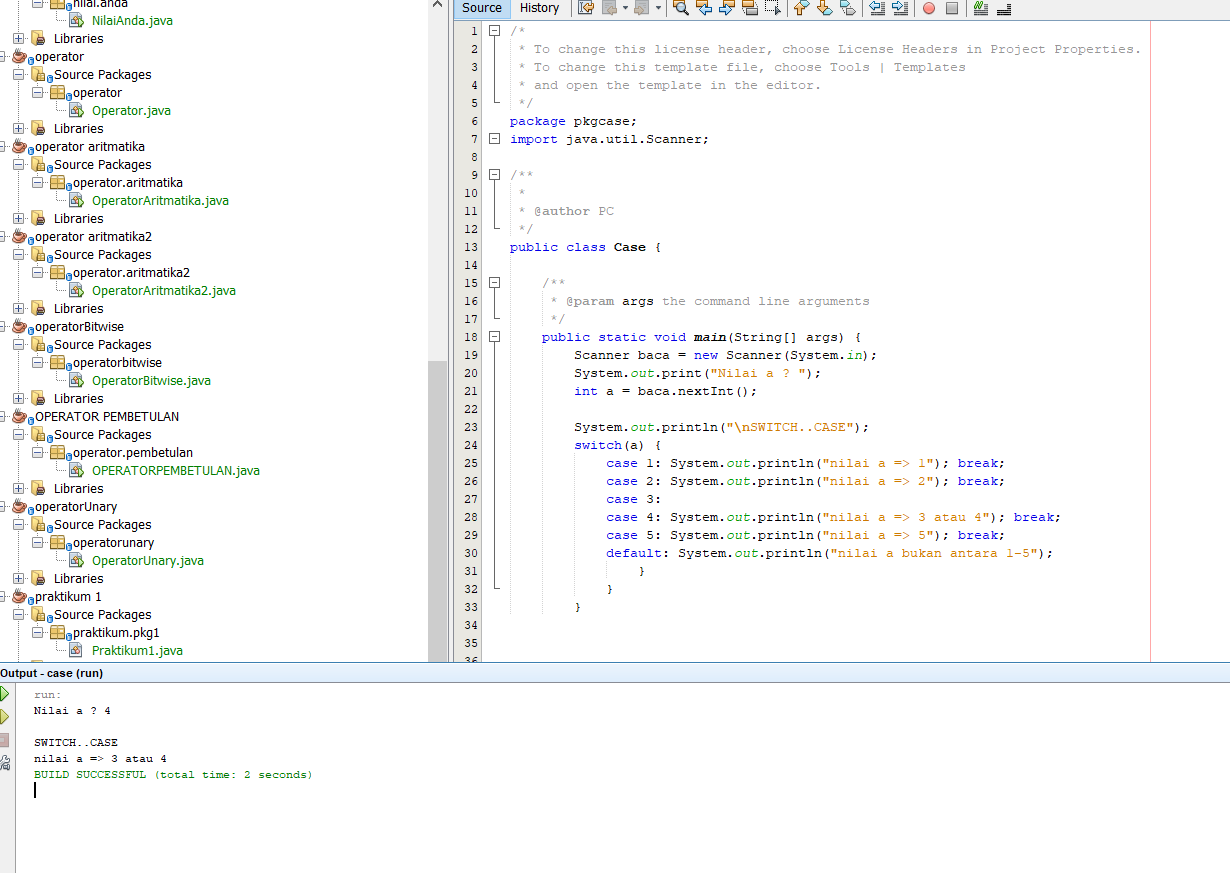 nilai.anda
NilaiAnda.java
Libraries
operator
Source Packages
operator
Operator.java
Libraries
operator aritmatika
Source Packages
operator.aritmatika
OperatorAritmatika.java
Libraries
operator aritmatika2
Source Packages
operator.aritmatika2
OperatorAritmatika2.java
Libraries
operatorBitwise
Source Packages
operatorbitwise
OperatorBitwise.java
Libraries
OPERATOR PEMBETULAN
Source Packages
operator.pembetulan
OPERATORPEMBETULAN.java
Libraries
operatorUnary
Source Packages
operatorunary
OperatorUnary.java
Libraries
praktikum 1
Source Packages
praktikum.pkg1
Praktikum1.java
Source History
1 /*
2 * To change this license header, choose License Headers in Project Properties.
3 * To change this template file, choose Tools | Templates
4 * and open the template in the editor.
5 */
6 package pkgcase;
7 import java.util.Scanner;
8
9 /**
10 *
11 * @author PC
12 */
13 public class Case {
14
15 /**
16 * @param args the command line arguments
17 */
18 public static void main(String[] args) {
19 Scanner baca = new Scanner(System.in);
20 System.out.print("Nilai a ? ");
21 int a = baca.nextInt();
22
23 System.out.println("\nSWITCH..CASE");
24 switch(a) {
25 case 1: System.out.println("nilai a => 1"); break;
26 case 2: System.out.println("nilai a => 2"); break;
27 case 3:
28 case 4: System.out.println("nilai a => 3 atau 4"); break;
29 case 5: System.out.println("nilai a => 5"); break;
30 default: System.out.println("nilai a bukan antara 1-5");
31 }
32 }
33 }
34
35
36
Output - case (run)
run:
Nilai a ? 4
SWITCH..CASE
nilai a => 3 atau 4
BUILD SUCCESSFUL (total time: 2 seconds)